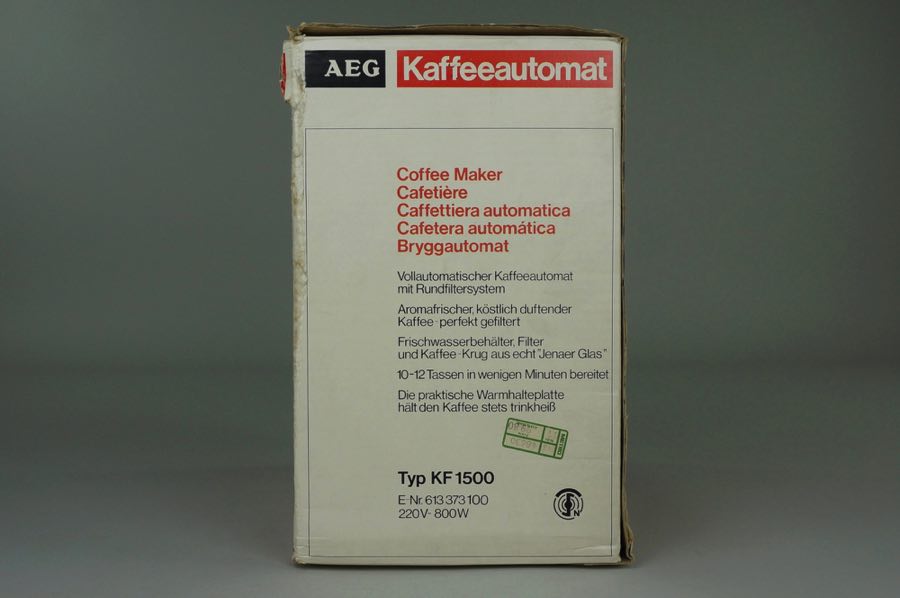 AEG Kaffeeautomat
Coffee Maker
Cafetière
Caffettiera automatica
Cafetera automática
Bryggautomat
Vollautomatischer Kaffeeautomat
mit Rundfiltersystem
Aromafrischer, köstlich duftender
Kaffee-perfekt gefiltert
Frischwasserbehälter, Filter
und Kaffee-Krug aus echt "Jenaer Glas"
10-12 Tassen in wenigen Minuten bereitet
Die praktische Warmhalteplatte
hält den Kaffee stets trinkheiß
Typ KF 1500
E-Nr. 613 373 100
220V- 800W
N